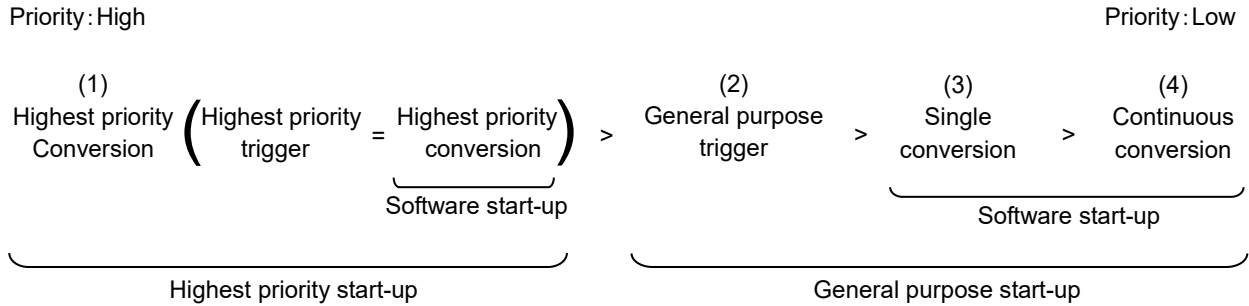 Priority:High Priority:Low
(1) (2) (3) (4)
Highest priority ( Highest priority = Highest priority ) > General purpose > Single > Continuous
Conversion trigger conversion trigger conversion conversion
Software start-up Software start-up
Highest priority start-up General purpose start-up